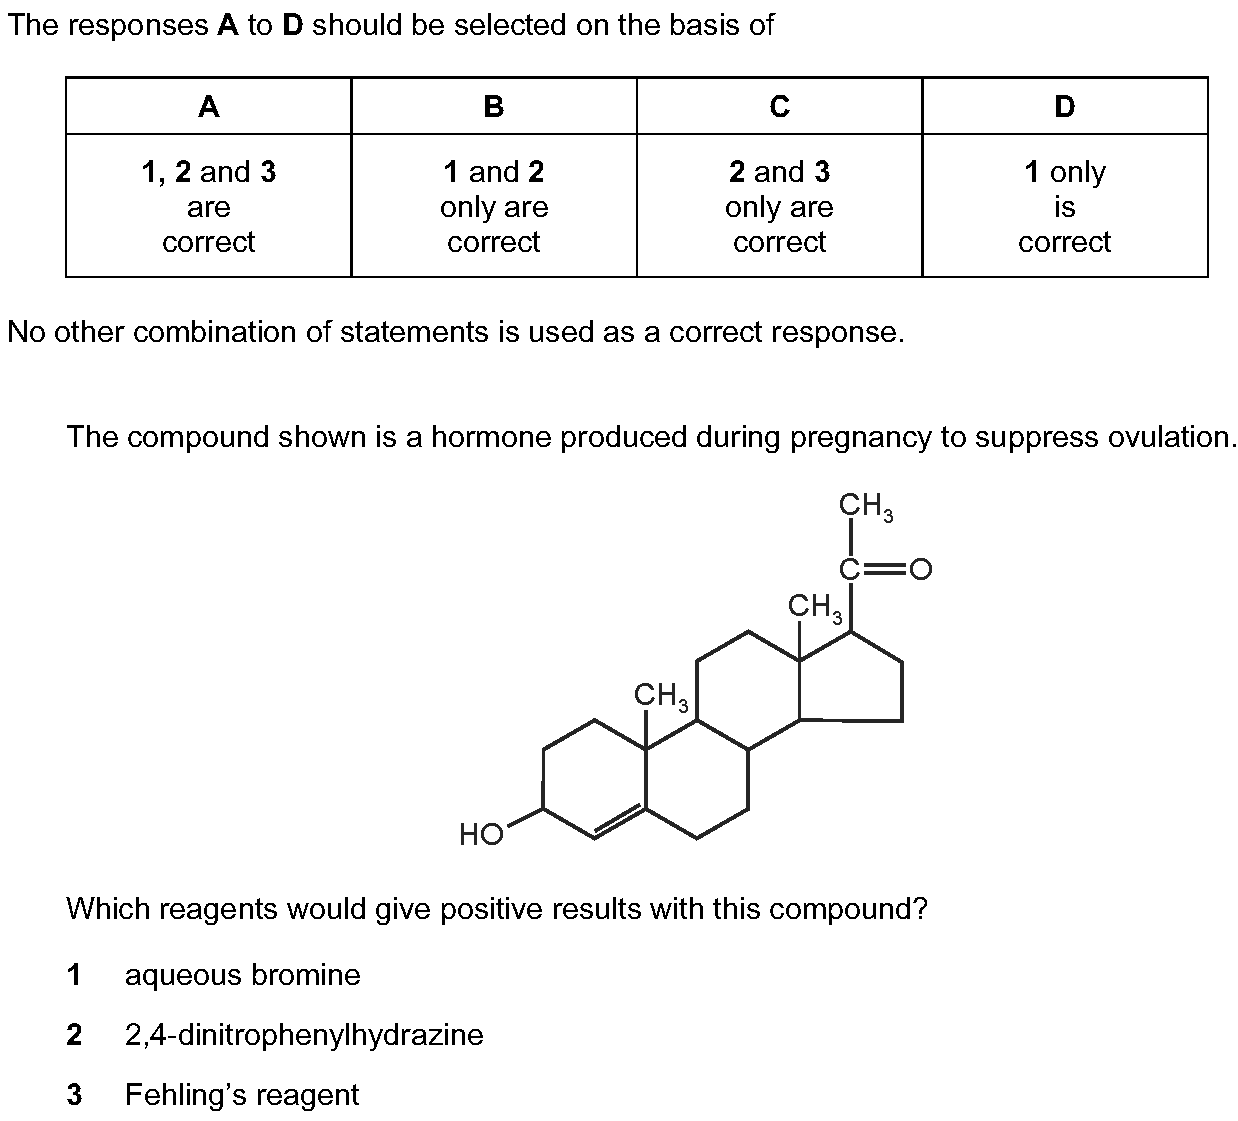 The responses A to D should be selected on the basis of
A B C D
1, 2 and 3 1 and 2 2 and 3 1 only
are only are only are is
correct correct correct correct
No other combination of statements is used as a correct response.
The compound shown is a hormone produced during pregnancy to suppress ovulation.
CH3
C=O
CH3
CH3
HO
Which reagents would give positive results with this compound?
1 aqueous bromine
2 2,4-dinitrophenylhydrazine
3 Fehling's reagent